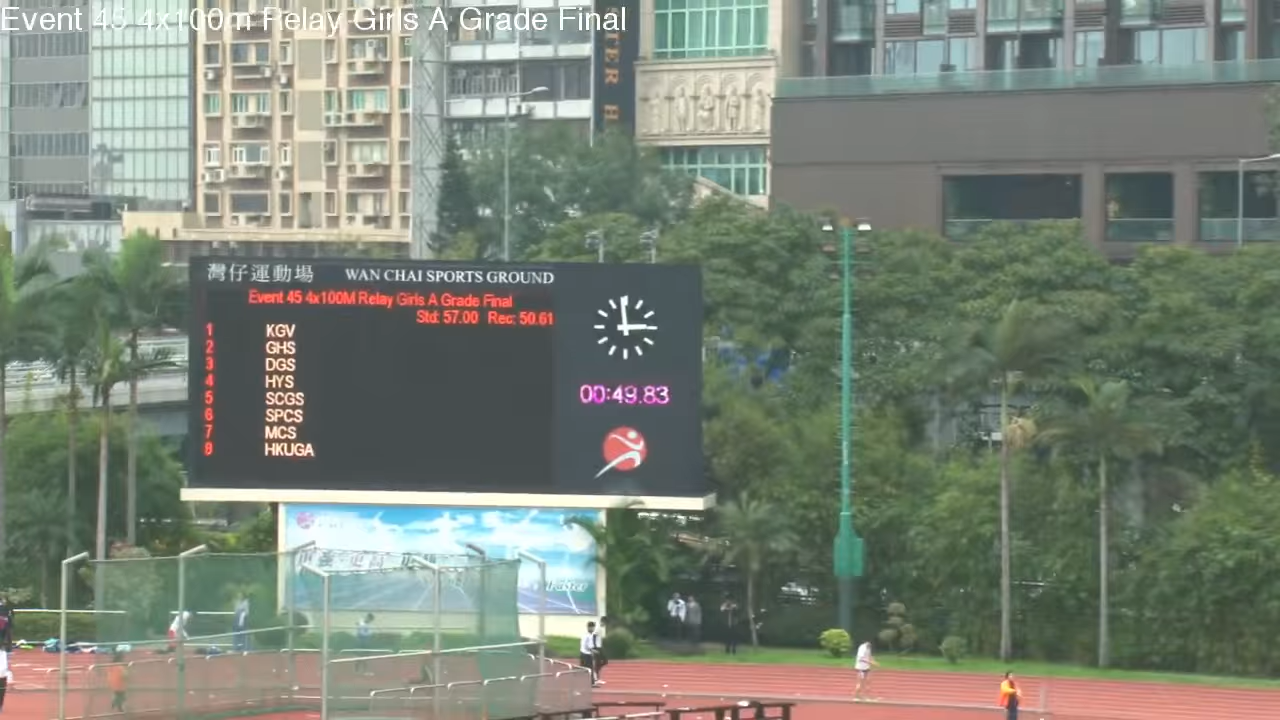 Event 45 4x100m Relay Girls A Grade Final
灣仔運動場 WAN CHAI SPORTS GROUND
Event 45 4x100M Relay Girls A Grade Final
Std: 57.00 Rec: 50.61
1 KGV
2 GHS
3 DGS
4 HYS
5 SCGS
6 SPCS
7 MCS
8 HKUGA
00:49.83